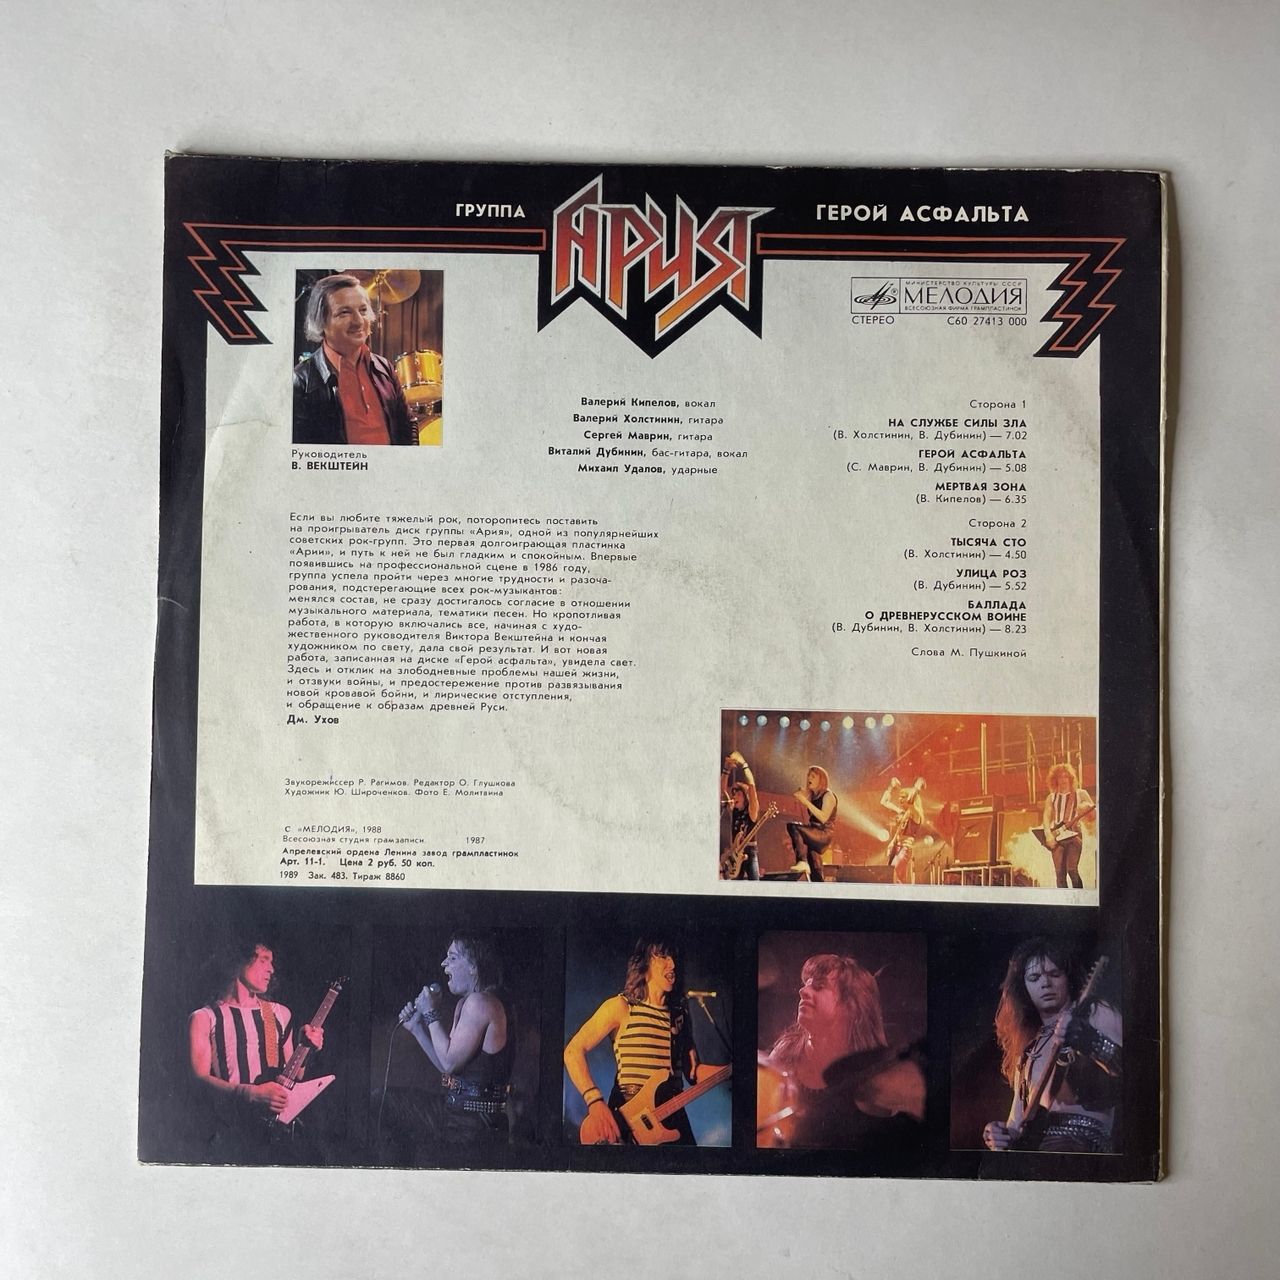 ГРУППА
АРИЯ
ГЕРОЙ АСФАЛЬТА
МИНИСТЕРСТВО КУЛЬТУРЫ СССР
МЕЛОДИЯ
ВСЕСОЮЗНАЯ ФИРМА ГРАМПЛАСТИНОК
СТЕРЕО С60 27413 000
Руководитель
В. ВЕКШТЕЙН
Валерий Кипелов, вокал
Валерий Холстинин, гитара
Сергей Маврин, гитара
Виталий Дубинин, бас-гитара, вокал
Михаил Удалов, ударные
Сторона 1
НА СЛУЖБЕ СИЛЫ ЗЛА
(В. Холстинин, В. Дубинин) — 7.02
ГЕРОЙ АСФАЛЬТА
(С. Маврин, В. Дубинин) — 5.08
МЕРТВАЯ ЗОНА
(В. Кипелов) — 6.35
Сторона 2
ТЫСЯЧА СТО
(В. Холстинин) — 4.50
УЛИЦА РОЗ
(В. Дубинин) — 5.52
БАЛЛАДА
О ДРЕВНЕРУССКОМ ВОИНЕ
(В. Дубинин, В. Холстинин) — 8.23
Слова М. Пушкиной
Если вы любите тяжелый рок, поторопитесь поставить
на проигрыватель диск группы «Ария», одной из популярнейших
советских рок-групп. Это первая долгоиграющая пластинка
«Арии», и путь к ней не был гладким и спокойным. Впервые
появившись на профессиональной сцене в 1986 году,
группа успела пройти через многие трудности и разоча-
рования, подстерегающие всех рок-музыкантов:
менялся состав, не сразу достигалось согласие в отношении
музыкального материала, тематики песен. Но кропотливая
работа, в которую включались все, начиная с худо-
жественного руководителя Виктора Векштейна и кончая
художником по свету, дала свой результат. И вот новая
работа, записанная на диске «Герой асфальта», увидела свет.
Здесь и отклик на злободневные проблемы нашей жизни,
и отзвуки войны, и предостережение против развязывания
новой кровавой бойни, и лирические отступления,
и обращение к образам древней Руси.
Дм. Ухов
Звукорежиссер Р. Рагимов. Редактор О. Глушкова
Художник Ю. Широченков. Фото Е. Молитвина
С «МЕЛОДИЯ», 1988
Всесоюзная студия грамзаписи. 1987
Апрелевский ордена Ленина завод грампластинок
Арт. 11-1. Цена 2 руб. 50 коп.
1989 Зак. 483. Тираж 8860